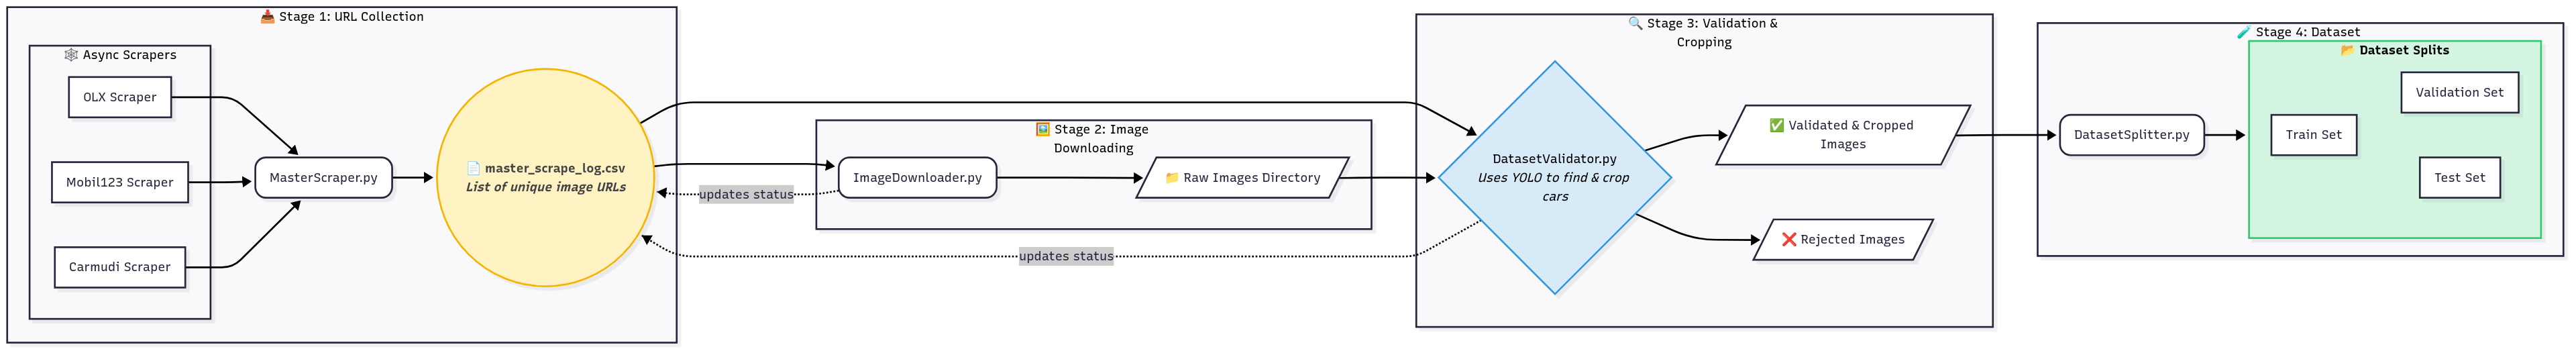 📥 Stage 1: URL Collection
🕸️ Async Scrapers
OLX Scraper
Mobil123 Scraper
Carmudi Scraper
MasterScraper.py
📄 master_scrape_log.csv
List of unique image URLs
updates status
updates status
🖼️ Stage 2: Image
Downloading
ImageDownloader.py
📁 Raw Images Directory
🔍 Stage 3: Validation &
Cropping
DatasetValidator.py
Uses YOLO to find & crop
cars
✅ Validated & Cropped
Images
❌ Rejected Images
🧪 Stage 4: Dataset
DatasetSplitter.py
📂 Dataset Splits
Validation Set
Train Set
Test Set